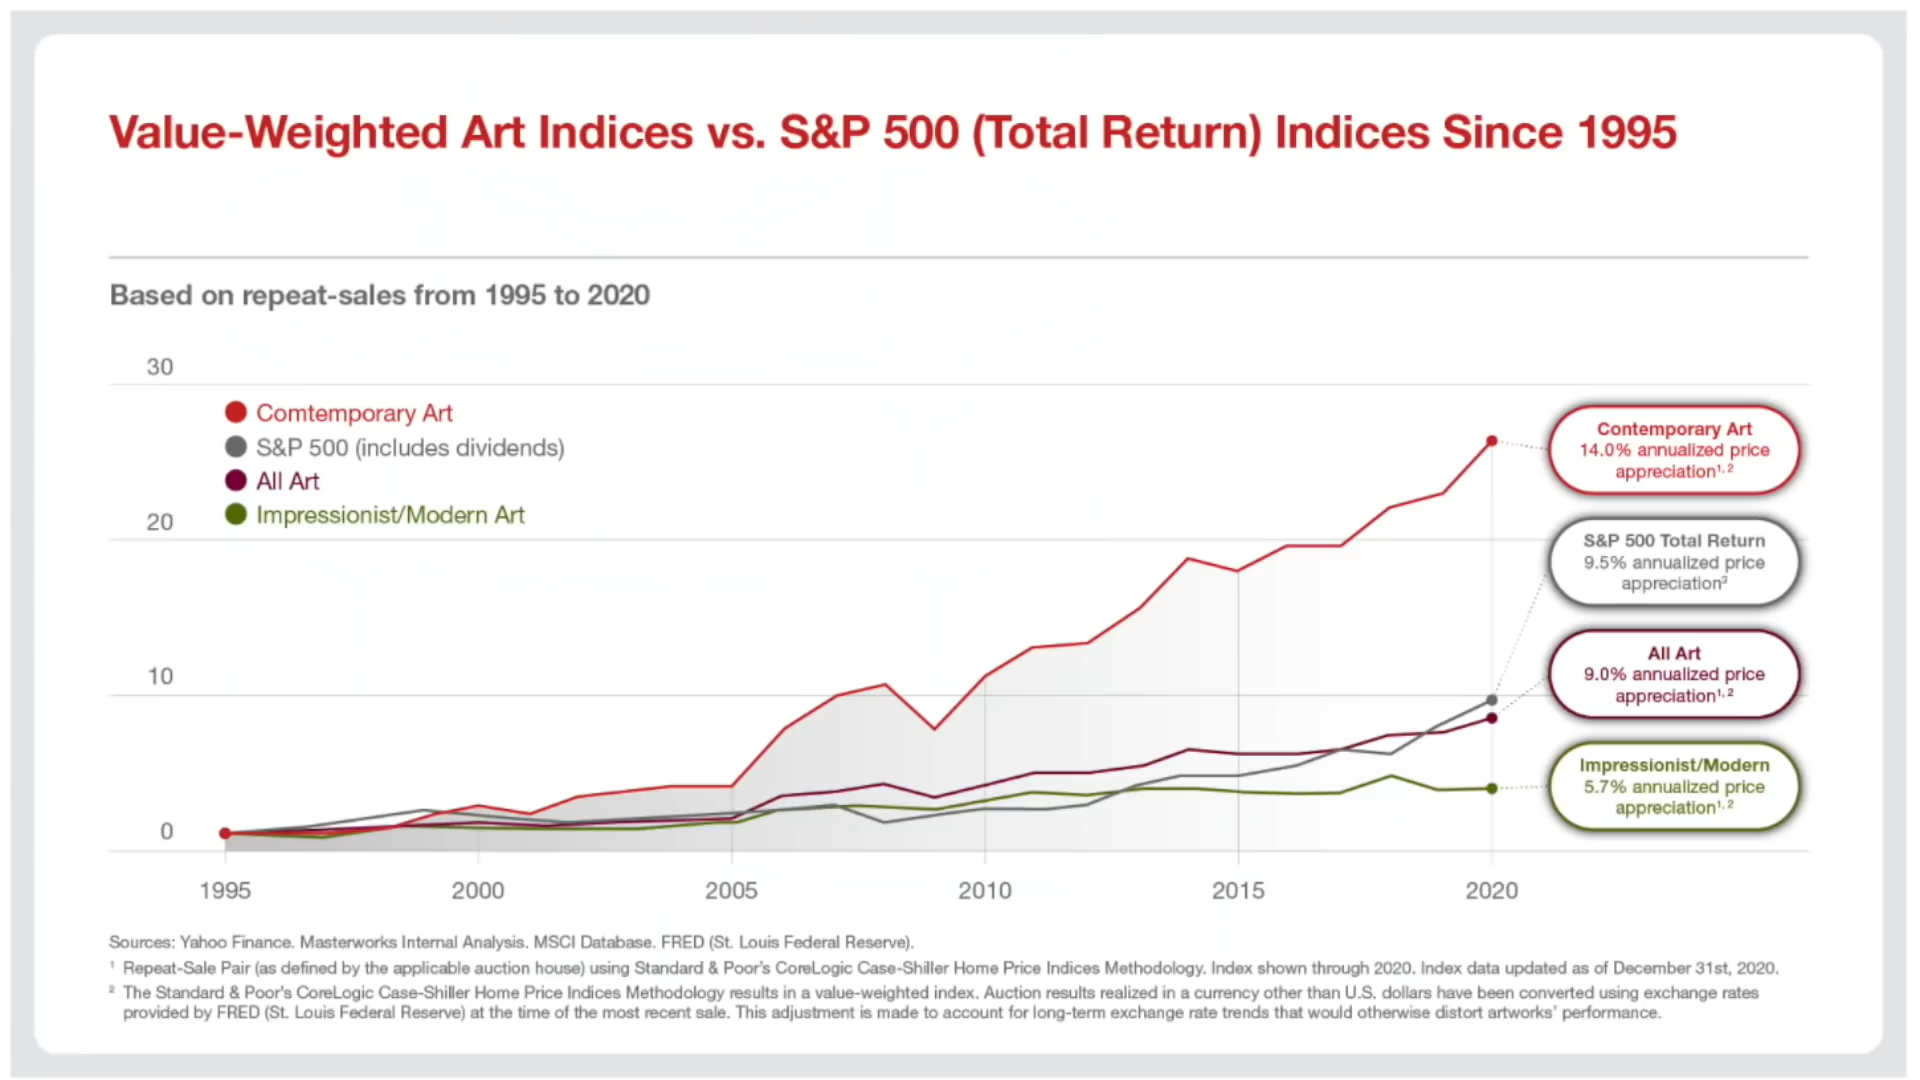 Value-Weighted Art Indices vs. S&P 500 (Total Return) Indices Since 1995
Based on repeat-sales from 1995 to 2020
30
20
10
0
Comtemporary Art
S&P 500 (includes dividends)
All Art
Impressionist/Modern Art
Contemporary Art
14.0% annualized price
appreciation¹,²
S&P 500 Total Return
9.5% annualized price
appreciation³
All Art
9.0% annualized price
appreciation¹,²
Impressionist/Modern
5.7% annualized price
appreciation¹,²
1995 2000 2005 2010 2015 2020
Sources: Yahoo Finance. Masterworks Internal Analysis. MSCI Database. FRED (St. Louis Federal Reserve).
¹ Repeat-Sale Pair (as defined by the applicable auction house) using Standard & Poor's CoreLogic Case-Shiller Home Price Indices Methodology. Index shown through 2020. Index data updated as of December 31st, 2020.
² The Standard & Poor's CoreLogic Case-Shiller Home Price Indices Methodology results in a value-weighted index. Auction results realized in a currency other than U.S. dollars have been converted using exchange rates
provided by FRED (St. Louis Federal Reserve) at the time of the most recent sale. This adjustment is made to account for long-term exchange rate trends that would otherwise distort artworks' performance.